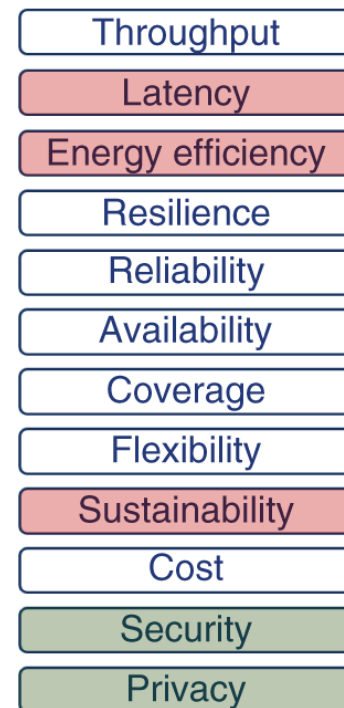 Throughput
Latency
Energy efficiency
Resilience
Reliability
Availability
Coverage
Flexibility
Sustainability
Cost
Security
Privacy